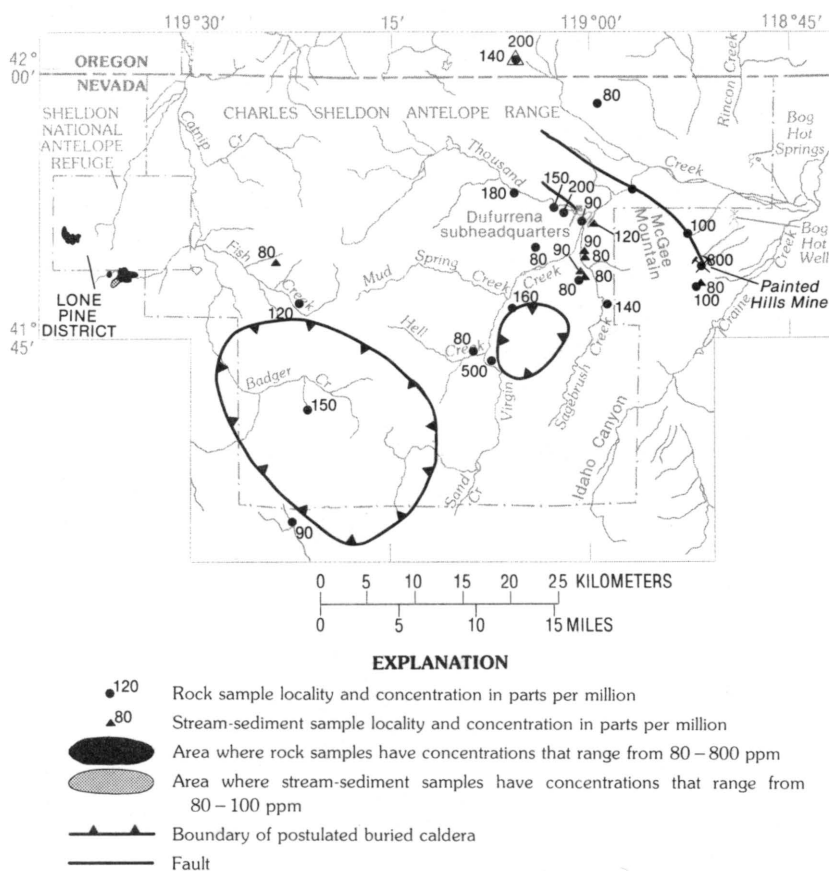 119°30'
15'
119°00'
118°45'
42°
00'
OREGON
NEVADA
200
140
80
Rincon Creek
SHELDON
NATIONAL
ANTELOPE
REFUGE
CHARLES SHELDON ANTELOPE RANGE
Catnip Cr
Bog
Hot
Springs
Thousand
Creek
180
150
200
90
Dufurrena
subheadquarters
120
McGee
Mountain
100
Bog
Hot
Well
80
90
80
90
80
80
800
80
100
Painted
Hills Mine
Craine Creek
Fish Creek
80
Mud Spring Creek
Creek
LONE
PINE
DISTRICT
120
160
140
41°
45'
Hell Creek
80
500
Virgin
Sagebrush Creek
Badger Cr
150
Idaho Canyon
Sand Cr
90
0 5 10 15 20 25 KILOMETERS
0 5 10 15 MILES
EXPLANATION
120 Rock sample locality and concentration in parts per million
80 Stream-sediment sample locality and concentration in parts per million
Area where rock samples have concentrations that range from 80–800 ppm
Area where stream-sediment samples have concentrations that range from
80–100 ppm
Boundary of postulated buried caldera
Fault